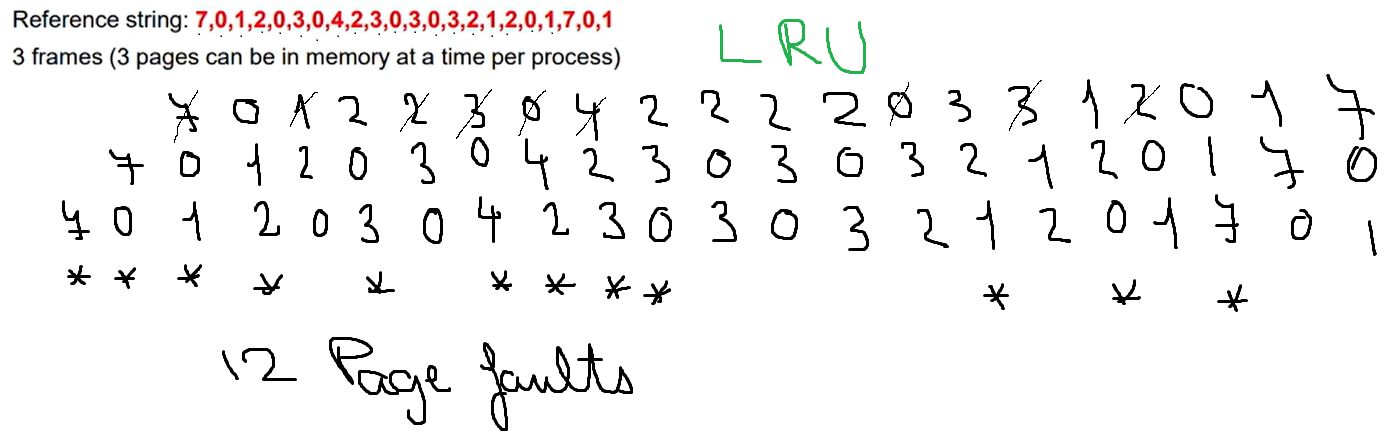 Reference string: 7,0,1,2,0,3,0,4,2,3,0,3,0,3,2,1,2,0,1,7,0,1
3 frames (3 pages can be in memory at a time per process)
LRU
7 0 1 2 2 3 0 4 2 2 2 2 0 3 3 1 2 0 1 7
7 0 1 2 0 3 0 4 2 3 0 3 0 3 2 1 2 0 1 7 0
7 0 1 2 0 3 0 4 2 3 0 3 0 3 2 1 2 0 1 7 0 1
* * * * * * * * * * * *
12 Page faults